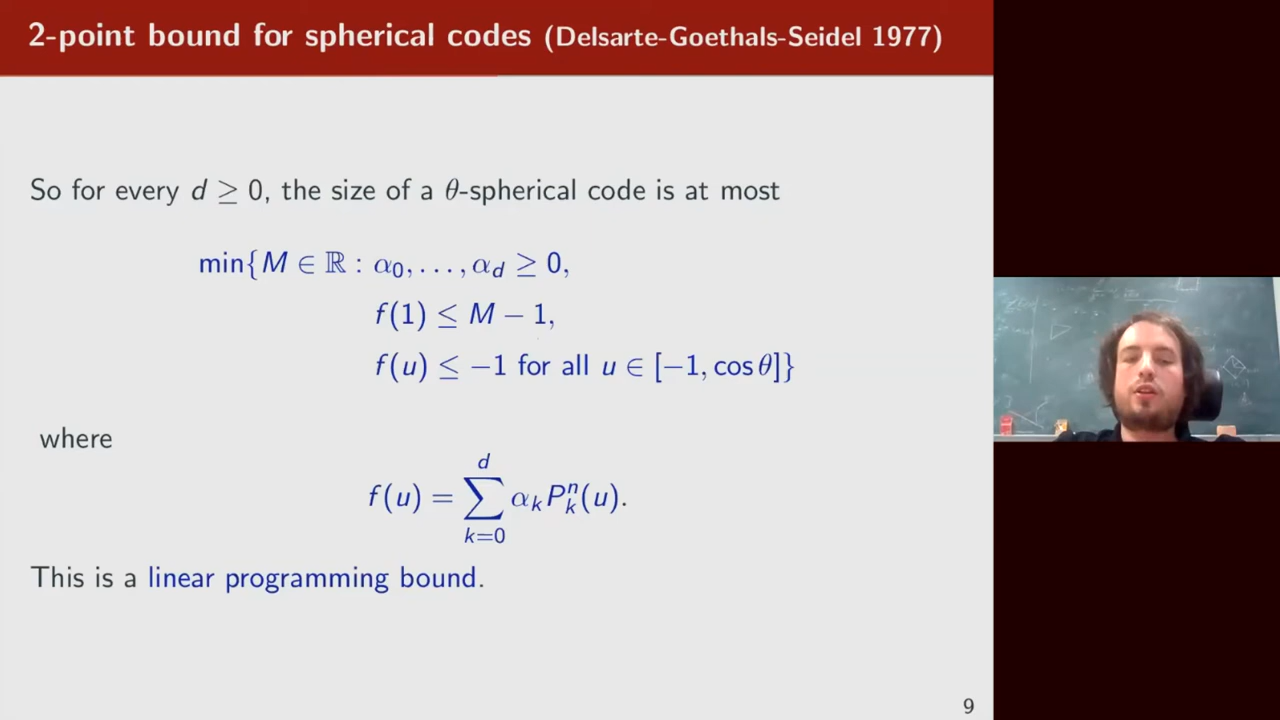 2-point bound for spherical codes (Delsarte-Goethals-Seidel 1977)
So for every d ≥ 0, the size of a θ-spherical code is at most
min{M ∈ ℝ : α₀, . . . , α_d ≥ 0,
f(1) ≤ M − 1,
f(u) ≤ −1 for all u ∈ [−1, cos θ]}
where
f(u) = ∑_{k=0}^{d} α_k P_k^n(u).
This is a linear programming bound.
9